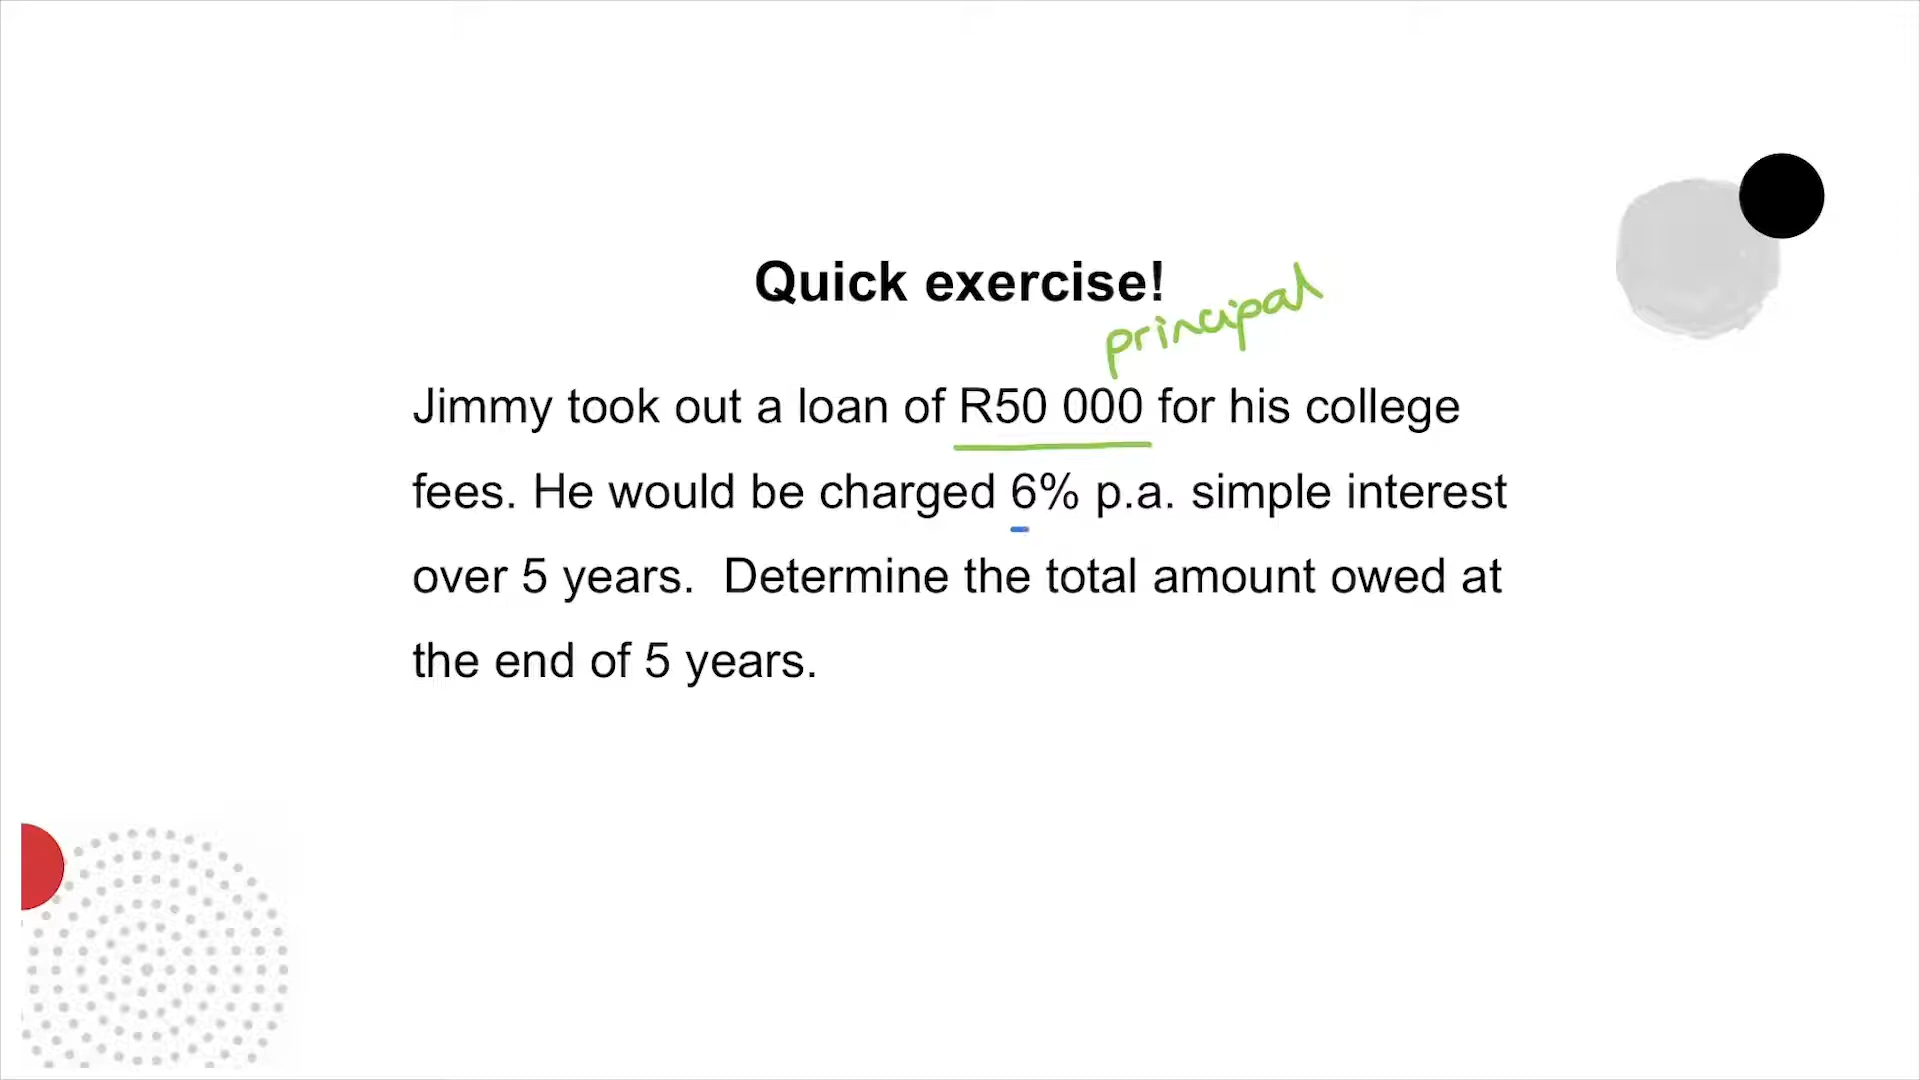 Quick exercise!
principal
Jimmy took out a loan of R50 000 for his college
fees. He would be charged 6% p.a. simple interest
over 5 years. Determine the total amount owed at
the end of 5 years.